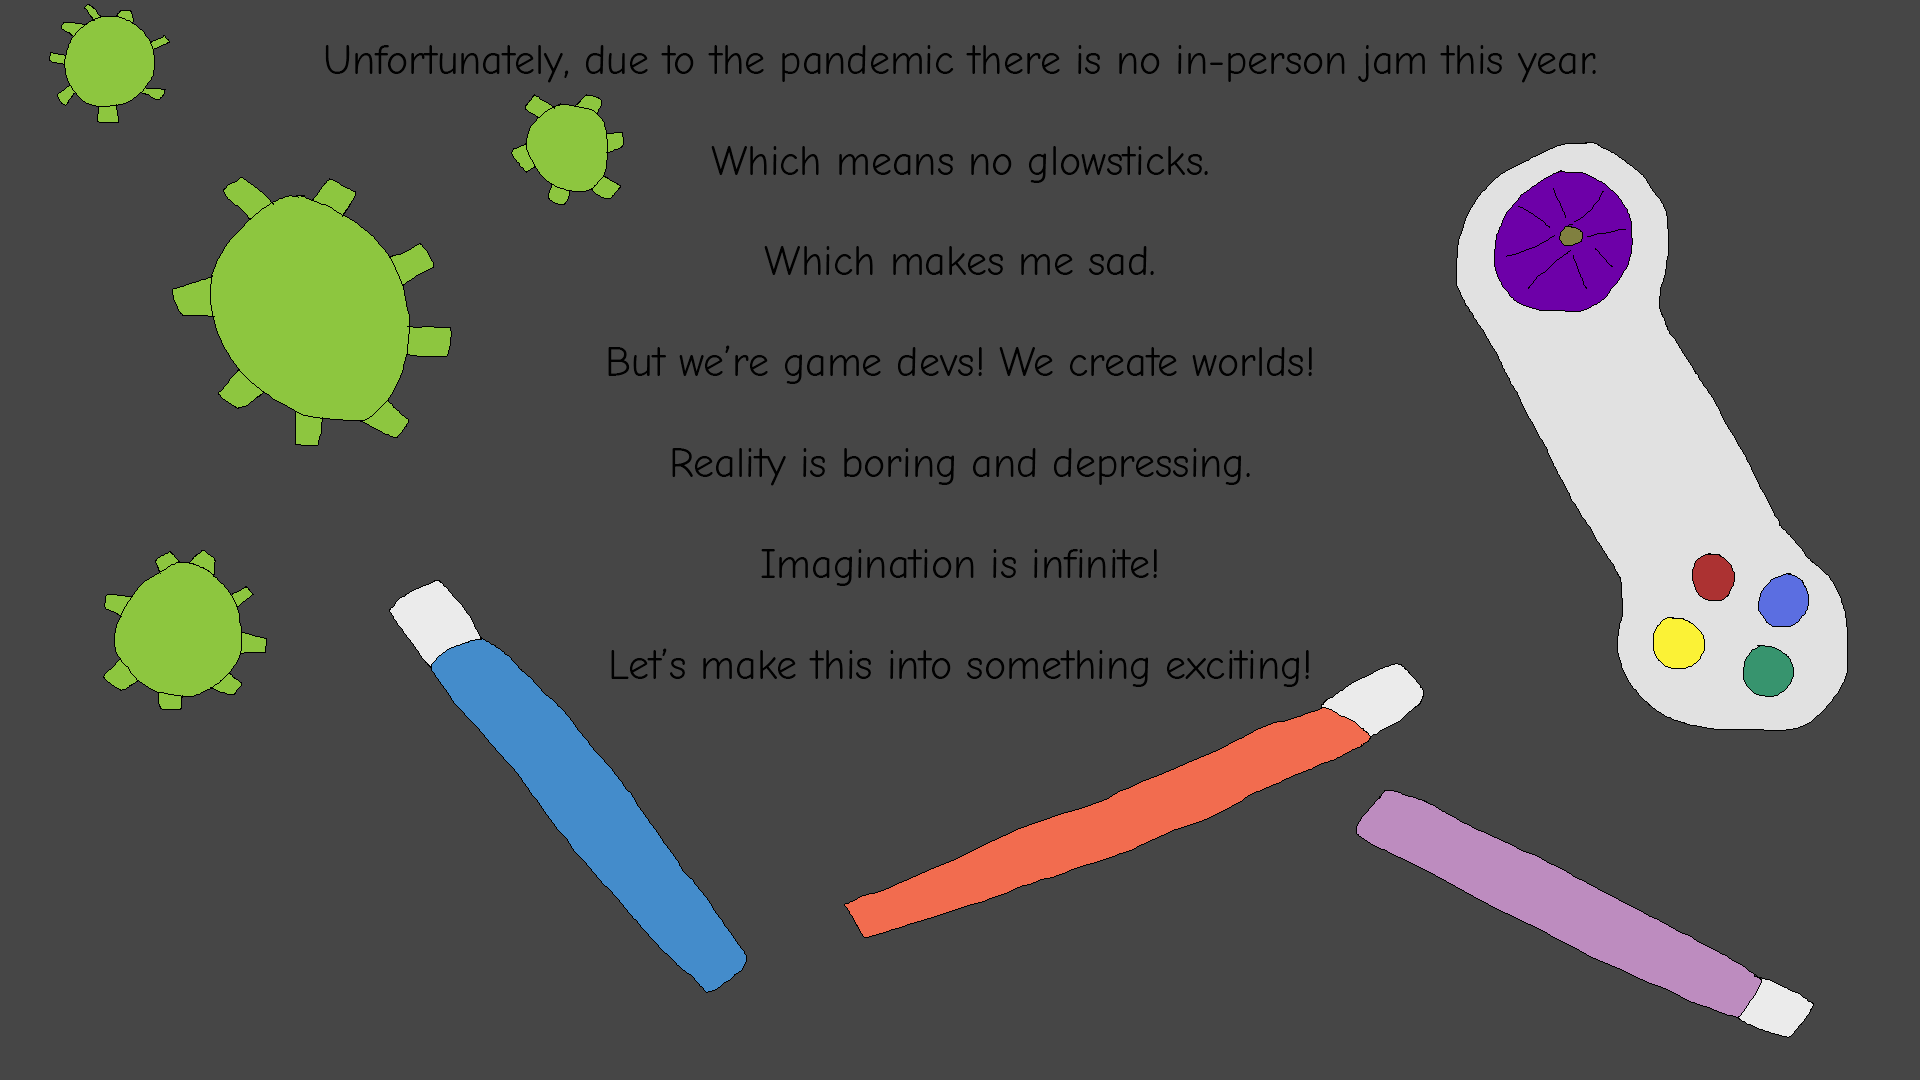 Unfortunately, due to the pandemic there is no in-person jam this year.
Which means no glowsticks.
Which makes me sad.
But we're game devs! We create worlds!
Reality is boring and depressing.
Imagination is infinite!
Let's make this into something exciting!